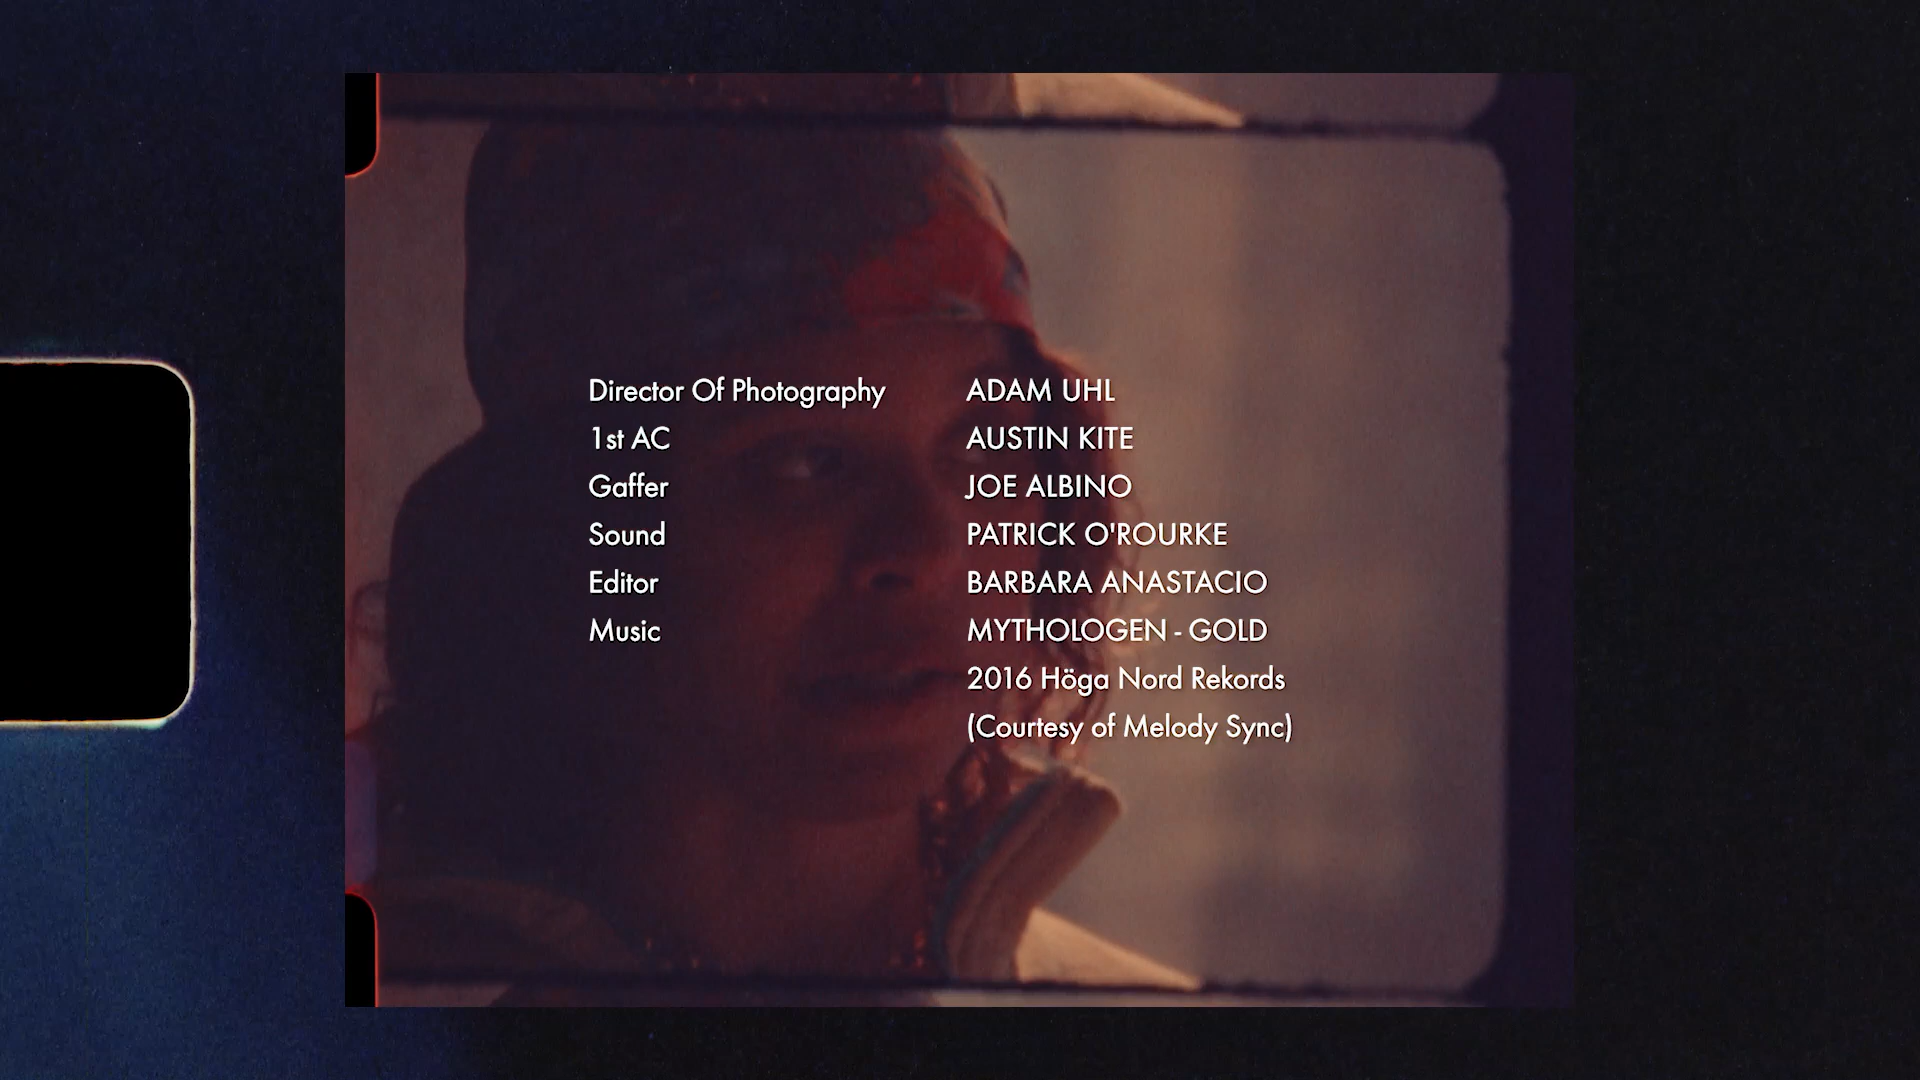 Director Of Photography ADAM UHL
1st AC AUSTIN KITE
Gaffer JOE ALBINO
Sound PATRICK O'ROURKE
Editor BARBARA ANASTACIO
Music MYTHOLOGEN - GOLD
2016 Höga Nord Rekords
(Courtesy of Melody Sync)